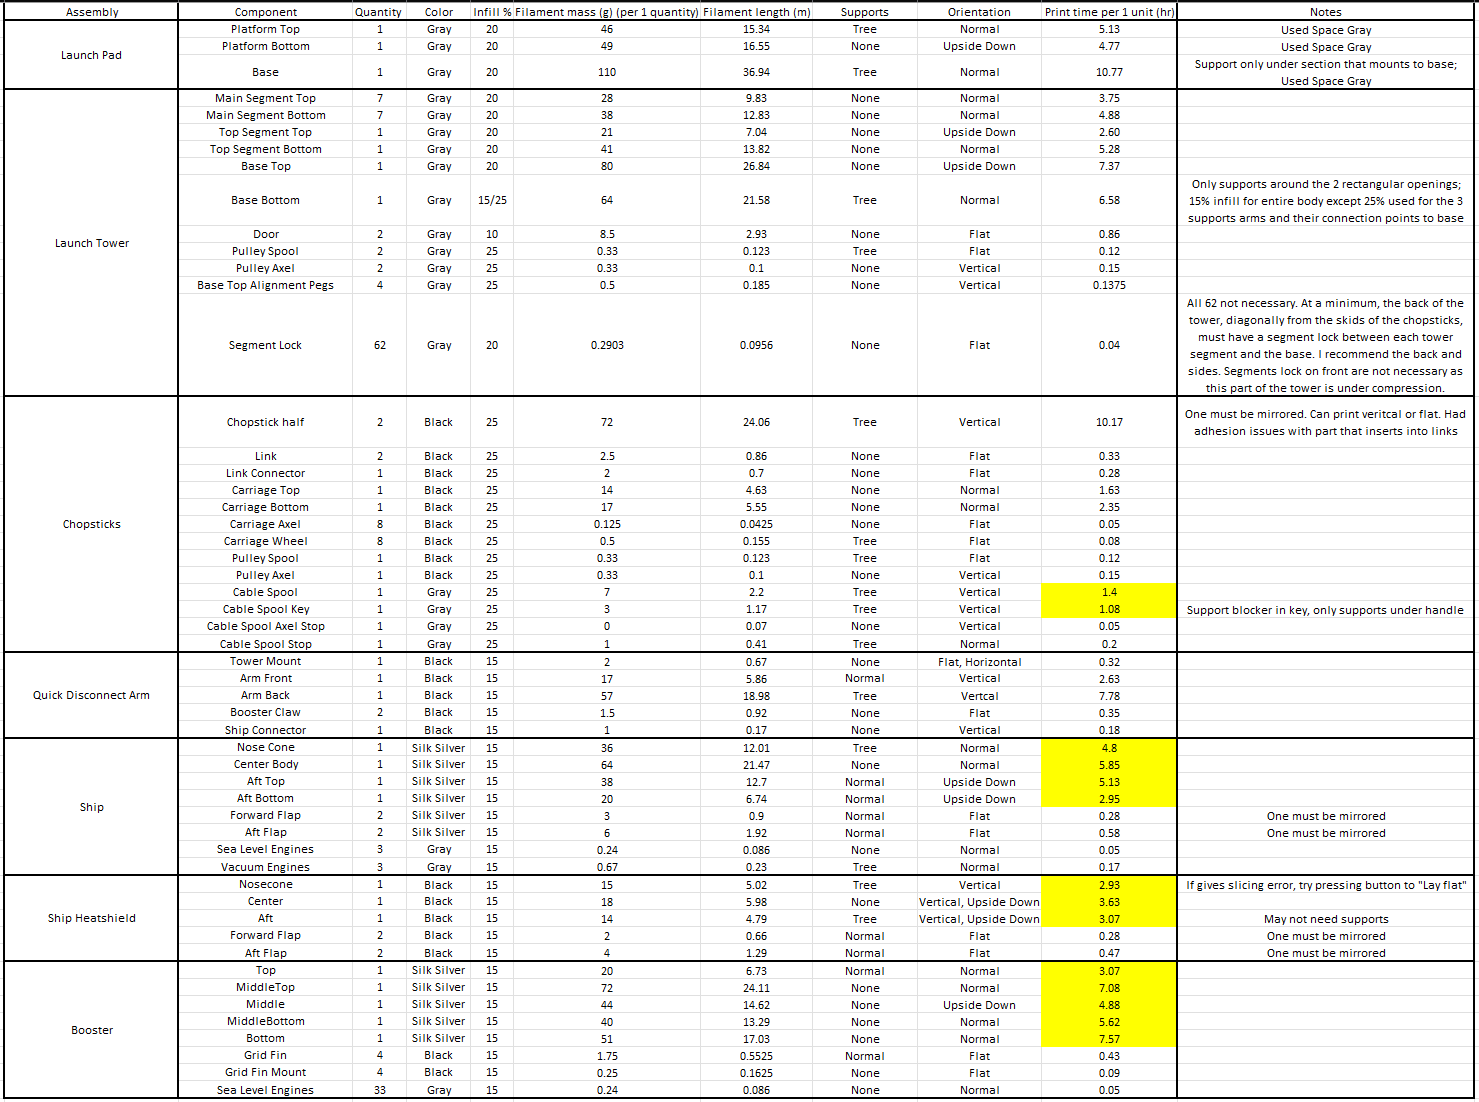 Assembly Component Quantity Color Infill % Filament mass (g) (per 1 quantity) Filament length (m) Supports Orientation Print time per 1 unit (hr) Notes
Launch Pad
Platform Top 1 Gray 20 46 15.34 Tree Normal 5.13 Used Space Gray
Platform Bottom 1 Gray 20 49 16.55 None Upside Down 4.77 Used Space Gray
Base 1 Gray 20 110 36.94 Tree Normal 10.77 Support only under section that mounts to base;
Used Space Gray
Launch Tower
Main Segment Top 7 Gray 20 28 9.83 None Normal 3.75
Main Segment Bottom 7 Gray 20 38 12.83 None Normal 4.88
Top Segment Top 1 Gray 20 21 7.04 None Upside Down 2.60
Top Segment Bottom 1 Gray 20 41 13.82 None Normal 5.28
Base Top 1 Gray 20 80 26.84 None Upside Down 7.37
Base Bottom 1 Gray 15/25 64 21.58 Tree Normal 6.58 Only supports around the 2 rectangular openings;
15% infill for entire body except 25% used for the 3
supports arms and their connection points to base
Door 2 Gray 10 8.5 2.93 None Flat 0.86
Pulley Spool 2 Gray 25 0.33 0.123 Tree Flat 0.12
Pulley Axel 2 Gray 25 0.33 0.1 None Vertical 0.15
Base Top Alignment Pegs 4 Gray 25 0.5 0.185 None Vertical 0.1375
Segment Lock 62 Gray 20 0.2903 0.0956 None Flat 0.04 All 62 not necessary. At a minimum, the back of the
tower, diagonally from the skids of the chopsticks,
must have a segment lock between each tower
segment and the base. I recommend the back and
sides. Segments lock on front are not necessary as
this part of the tower is under compression.
Chopsticks
Chopstick half 2 Black 25 72 24.06 Tree Vertical 10.17 One must be mirrored. Can print veritcal or flat. Had
adhesion issues with part that inserts into links
Link 2 Black 25 2.5 0.86 None Flat 0.33
Link Connector 1 Black 25 2 0.7 None Flat 0.28
Carriage Top 1 Black 25 14 4.63 None Normal 1.63
Carriage Bottom 1 Black 25 17 5.55 None Normal 2.35
Carriage Axel 8 Black 25 0.125 0.0425 None Flat 0.05
Carriage Wheel 8 Black 25 0.5 0.155 Tree Flat 0.08
Pulley Spool 1 Black 25 0.33 0.123 Tree Flat 0.12
Pulley Axel 1 Black 25 0.33 0.1 None Vertical 0.15
Cable Spool 1 Gray 25 7 2.2 Tree Vertical 1.4
Cable Spool Key 1 Gray 25 3 1.17 Tree Vertical 1.08 Support blocker in key, only supports under handle
Cable Spool Axel Stop 1 Gray 25 0 0.07 None Vertical 0.05
Cable Spool Stop 1 Gray 25 1 0.41 Tree Normal 0.2
Quick Disconnect Arm
Tower Mount 1 Black 15 2 0.67 None Flat, Horizontal 0.32
Arm Front 1 Black 15 17 5.86 Normal Vertical 2.63
Arm Back 1 Black 15 57 18.98 Tree Vertcal 7.78
Booster Claw 2 Black 15 1.5 0.92 None Flat 0.35
Ship Connector 1 Black 15 1 0.17 None Vertical 0.18
Ship
Nose Cone 1 Silk Silver 15 36 12.01 Tree Normal 4.8
Center Body 1 Silk Silver 15 64 21.47 None Normal 5.85
Aft Top 1 Silk Silver 15 38 12.7 Normal Upside Down 5.13
Aft Bottom 1 Silk Silver 15 20 6.74 Normal Upside Down 2.95
Forward Flap 2 Silk Silver 15 3 0.9 Normal Flat 0.28 One must be mirrored
Aft Flap 2 Silk Silver 15 6 1.92 Normal Flat 0.58 One must be mirrored
Sea Level Engines 3 Gray 15 0.24 0.086 None Normal 0.05
Vacuum Engines 3 Gray 15 0.67 0.23 Tree Normal 0.17
Ship Heatshield
Nosecone 1 Black 15 15 5.02 Tree Vertical 2.93 If gives slicing error, try pressing button to "Lay flat"
Center 1 Black 15 18 5.98 None Vertical, Upside Down 3.63
Aft 1 Black 15 14 4.79 Tree Vertical, Upside Down 3.07 May not need supports
Forward Flap 2 Black 15 2 0.66 Normal Flat 0.28 One must be mirrored
Aft Flap 2 Black 15 4 1.29 Normal Flat 0.47 One must be mirrored
Booster
Top 1 Silk Silver 15 20 6.73 Normal Normal 3.07
MiddleTop 1 Silk Silver 15 72 24.11 None Normal 7.08
Middle 1 Silk Silver 15 44 14.62 None Upside Down 4.88
MiddleBottom 1 Silk Silver 15 40 13.29 None Normal 5.62
Bottom 1 Silk Silver 15 51 17.03 None Normal 7.57
Grid Fin 4 Black 15 1.75 0.5525 Normal Flat 0.43
Grid Fin Mount 4 Black 15 0.25 0.1625 None Flat 0.09
Sea Level Engines 33 Gray 15 0.24 0.086 None Normal 0.05